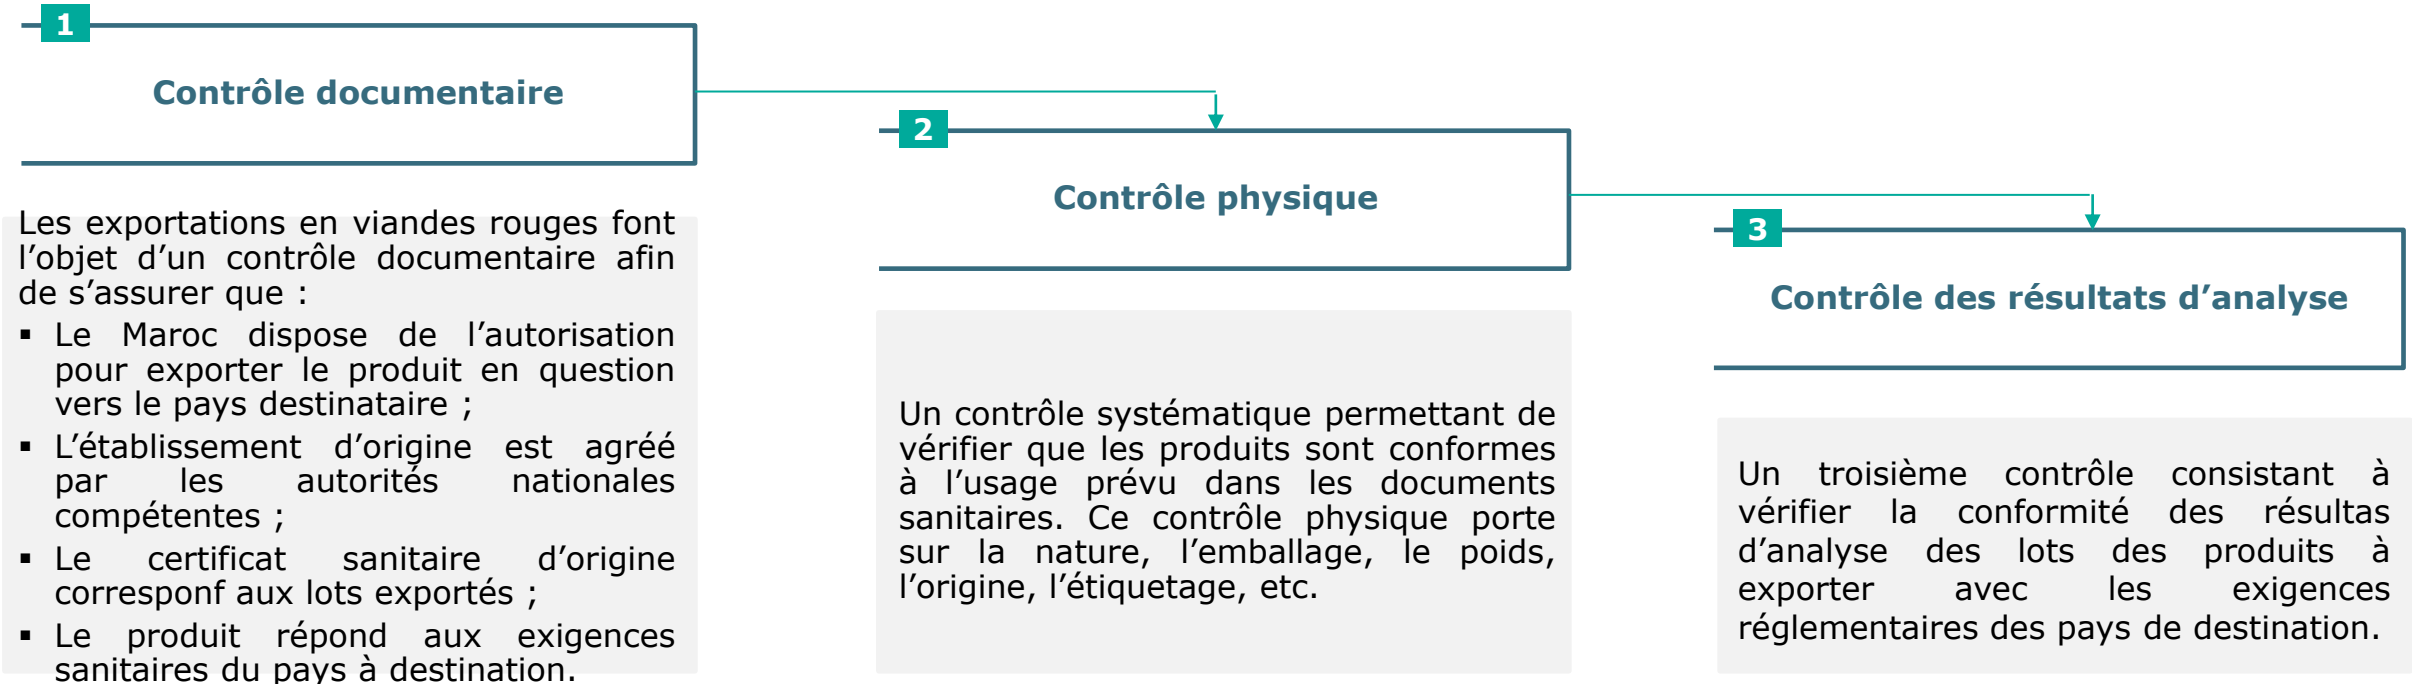 1
Contrôle documentaire
Les exportations en viandes rouges font
l’objet d’un contrôle documentaire afin
de s’assurer que :
▪ Le Maroc dispose de l’autorisation
pour exporter le produit en question
vers le pays destinataire ;
▪ L’établissement d’origine est agréé
par les autorités nationales
compétentes ;
▪ Le certificat sanitaire d’origine
corresponf aux lots exportés ;
▪ Le produit répond aux exigences
sanitaires du pays à destination.
2
Contrôle physique
Un contrôle systématique permettant de
vérifier que les produits sont conformes
à l’usage prévu dans les documents
sanitaires. Ce contrôle physique porte
sur la nature, l’emballage, le poids,
l’origine, l’étiquetage, etc.
3
Contrôle des résultats d’analyse
Un troisième contrôle consistant à
vérifier la conformité des résultas
d’analyse des lots des produits à
exporter avec les exigences
réglementaires des pays de destination.